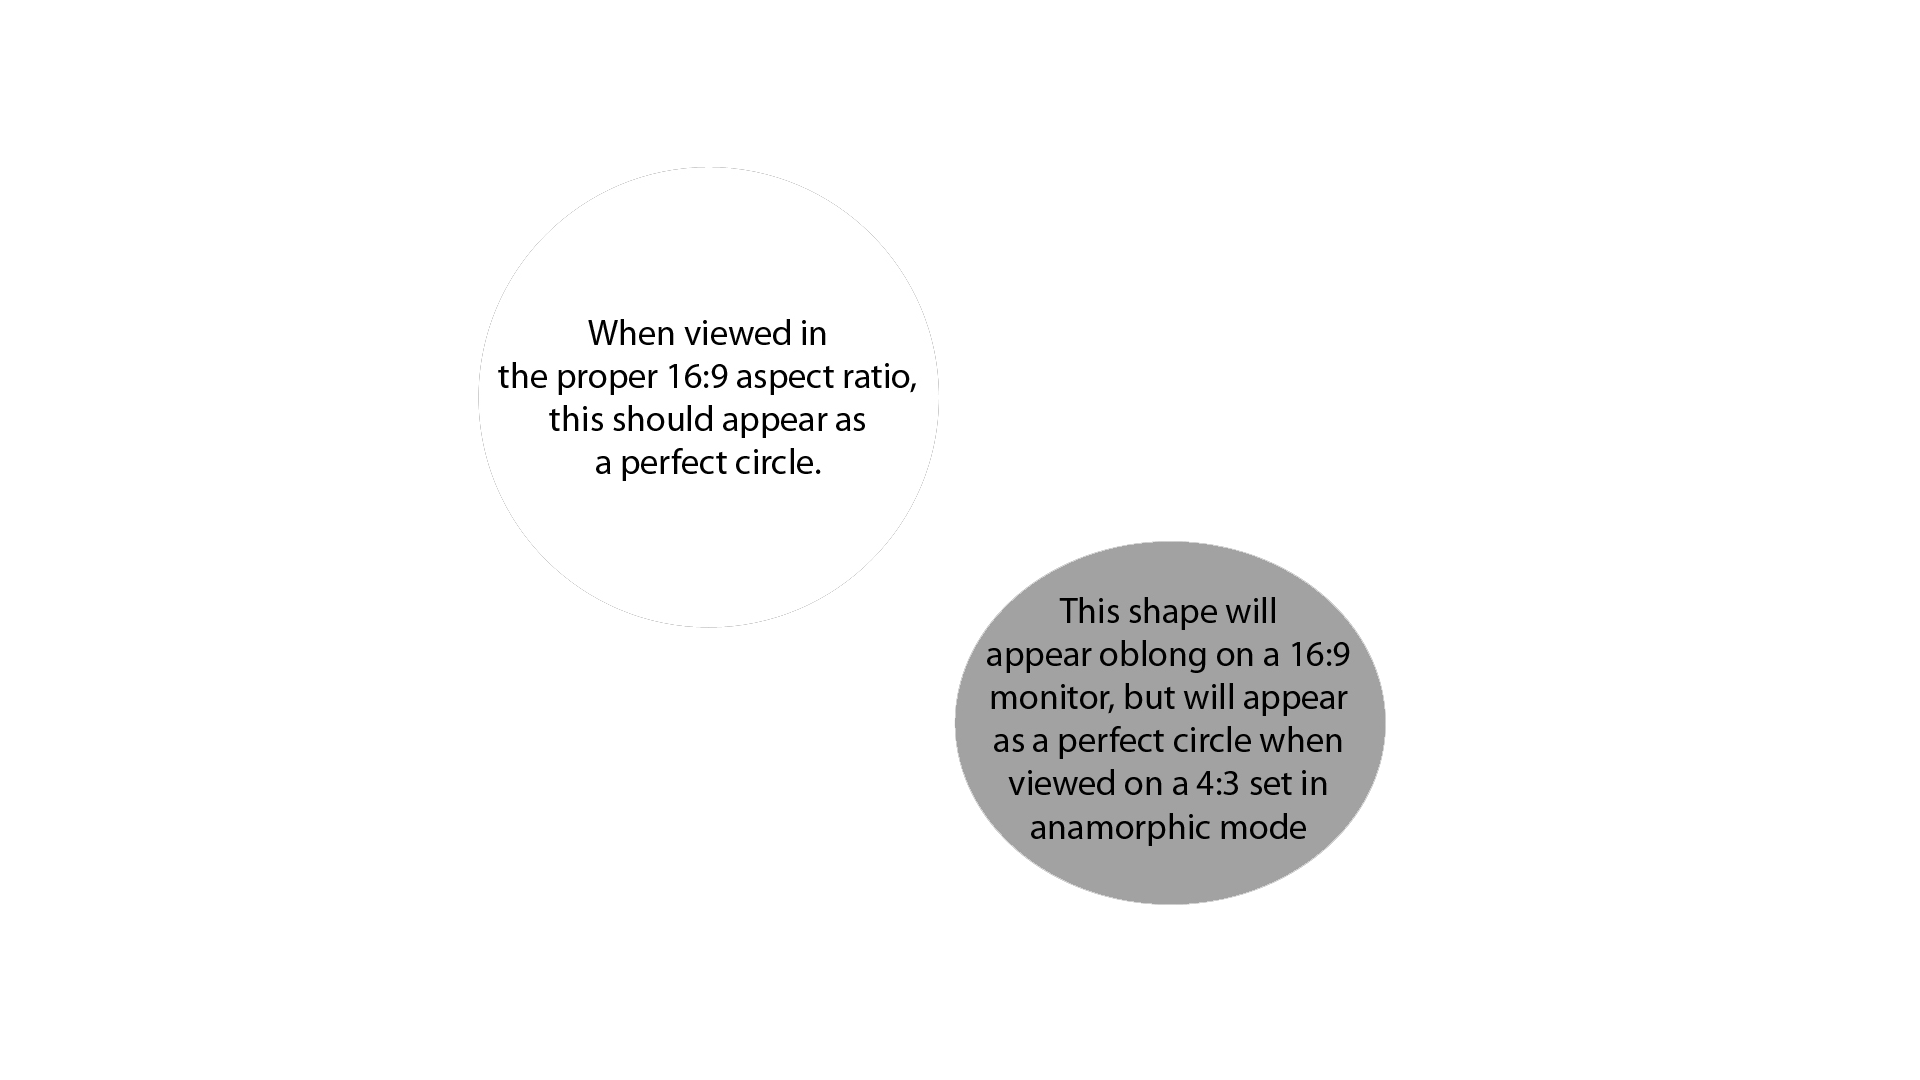 When viewed in
the proper 16:9 aspect ratio,
this should appear as
a perfect circle.
This shape will
appear oblong on a 16:9
monitor, but will appear
as a perfect circle when
viewed on a 4:3 set in
anamorphic mode